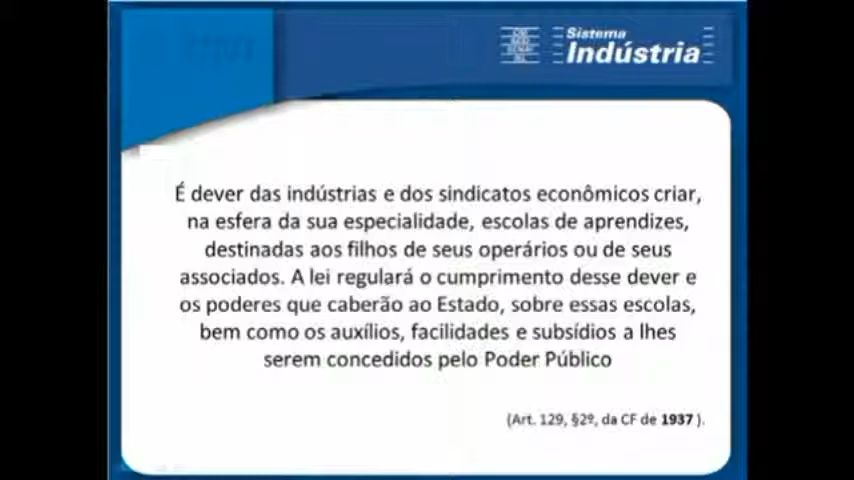 Sistema
Indústria
É dever das indústrias e dos sindicatos econômicos criar,
na esfera da sua especialidade, escolas de aprendizes,
destinadas aos filhos de seus operários ou de seus
associados. A lei regulará o cumprimento desse dever e
os poderes que caberão ao Estado, sobre essas escolas,
bem como os auxílios, facilidades e subsídios a lhes
serem concedidos pelo Poder Público
(Art. 129, §2º, da CF de 1937 ).